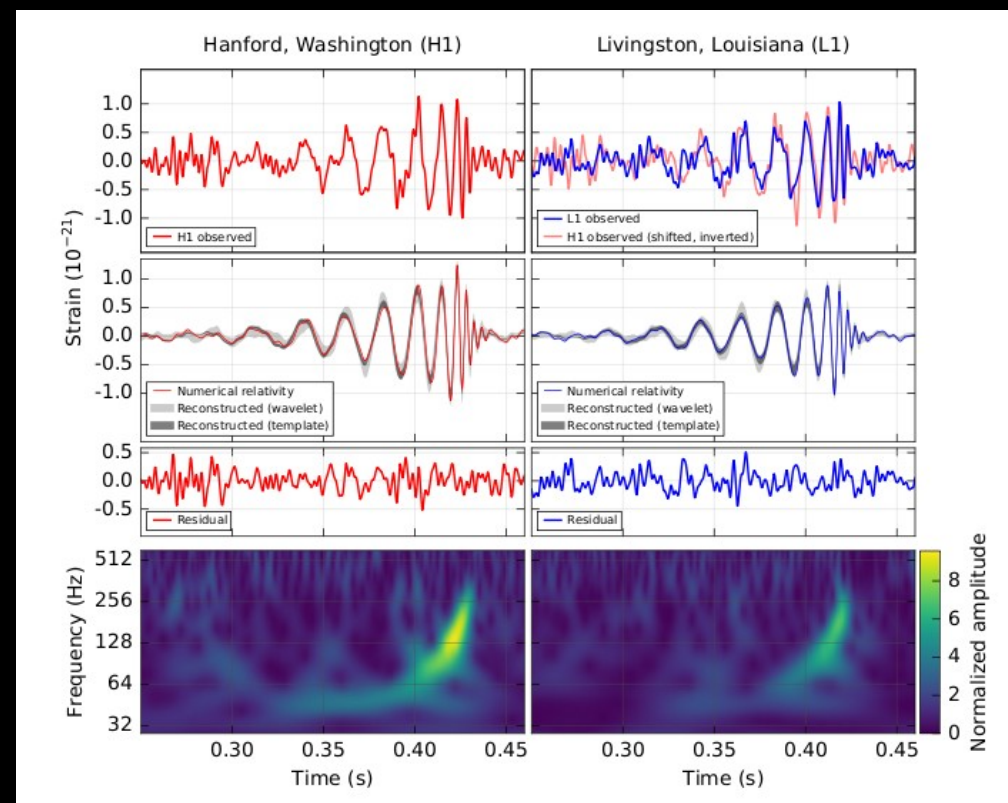 Hanford, Washington (H1)
Livingston, Louisiana (L1)
Strain (10⁻²¹)
1.0
0.5
0.0
-0.5
-1.0
H1 observed
L1 observed
H1 observed (shifted, inverted)
1.0
0.5
0.0
-0.5
-1.0
Numerical relativity
Reconstructed (wavelet)
Reconstructed (template)
Numerical relativity
Reconstructed (wavelet)
Reconstructed (template)
0.5
0.0
-0.5
Residual
Residual
Frequency (Hz)
512
256
128
64
32
0.30 0.35 0.40 0.45
Time (s)
0.30 0.35 0.40 0.45
Time (s)
8
6
4
2
0
Normalized amplitude